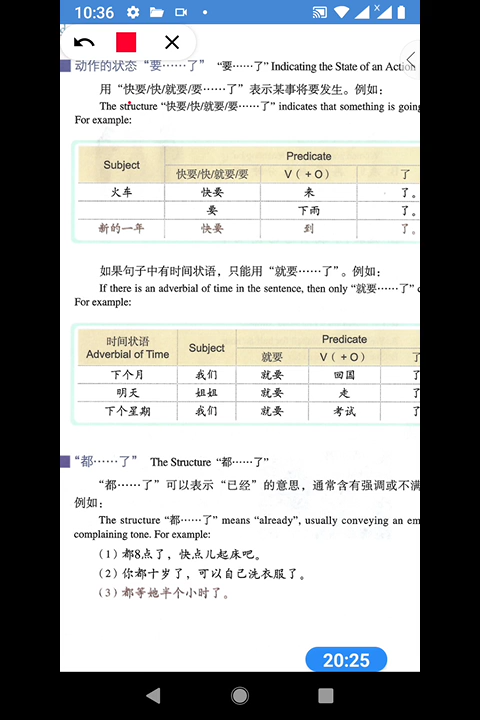 10:36
动作的状态“要……了” “要……了” Indicating the State of an Action
用“快要/快/就要/要……了”表示某事将要发生。例如：
The structure “快要/快/就要/要……了” indicates that something is going
For example:
Subject Predicate
快要/快/就要/要 V（+O） 了
火车 快要 来 了。
要 下雨 了。
新的一年 快要 到 了。
如果句子中有时间状语，只能用“就要……了”。例如：
If there is an adverbial of time in the sentence, then only “就要……了”
For example:
时间状语 Adverbial of Time Subject Predicate
就要 V（+O）
下个月 我们 就要 回国
明天 姐姐 就要 走
下个星期 我们 就要 考试
“都……了” The Structure “都……了”
“都……了”可以表示“已经”的意思，通常含有强调或不满
例如：
The structure “都……了” means “already”, usually conveying an em
complaining tone. For example:
（1）都8点了，快点儿起床吧。
（2）你都十岁了，可以自己洗衣服了。
（3）都等她半个小时了。
20:25